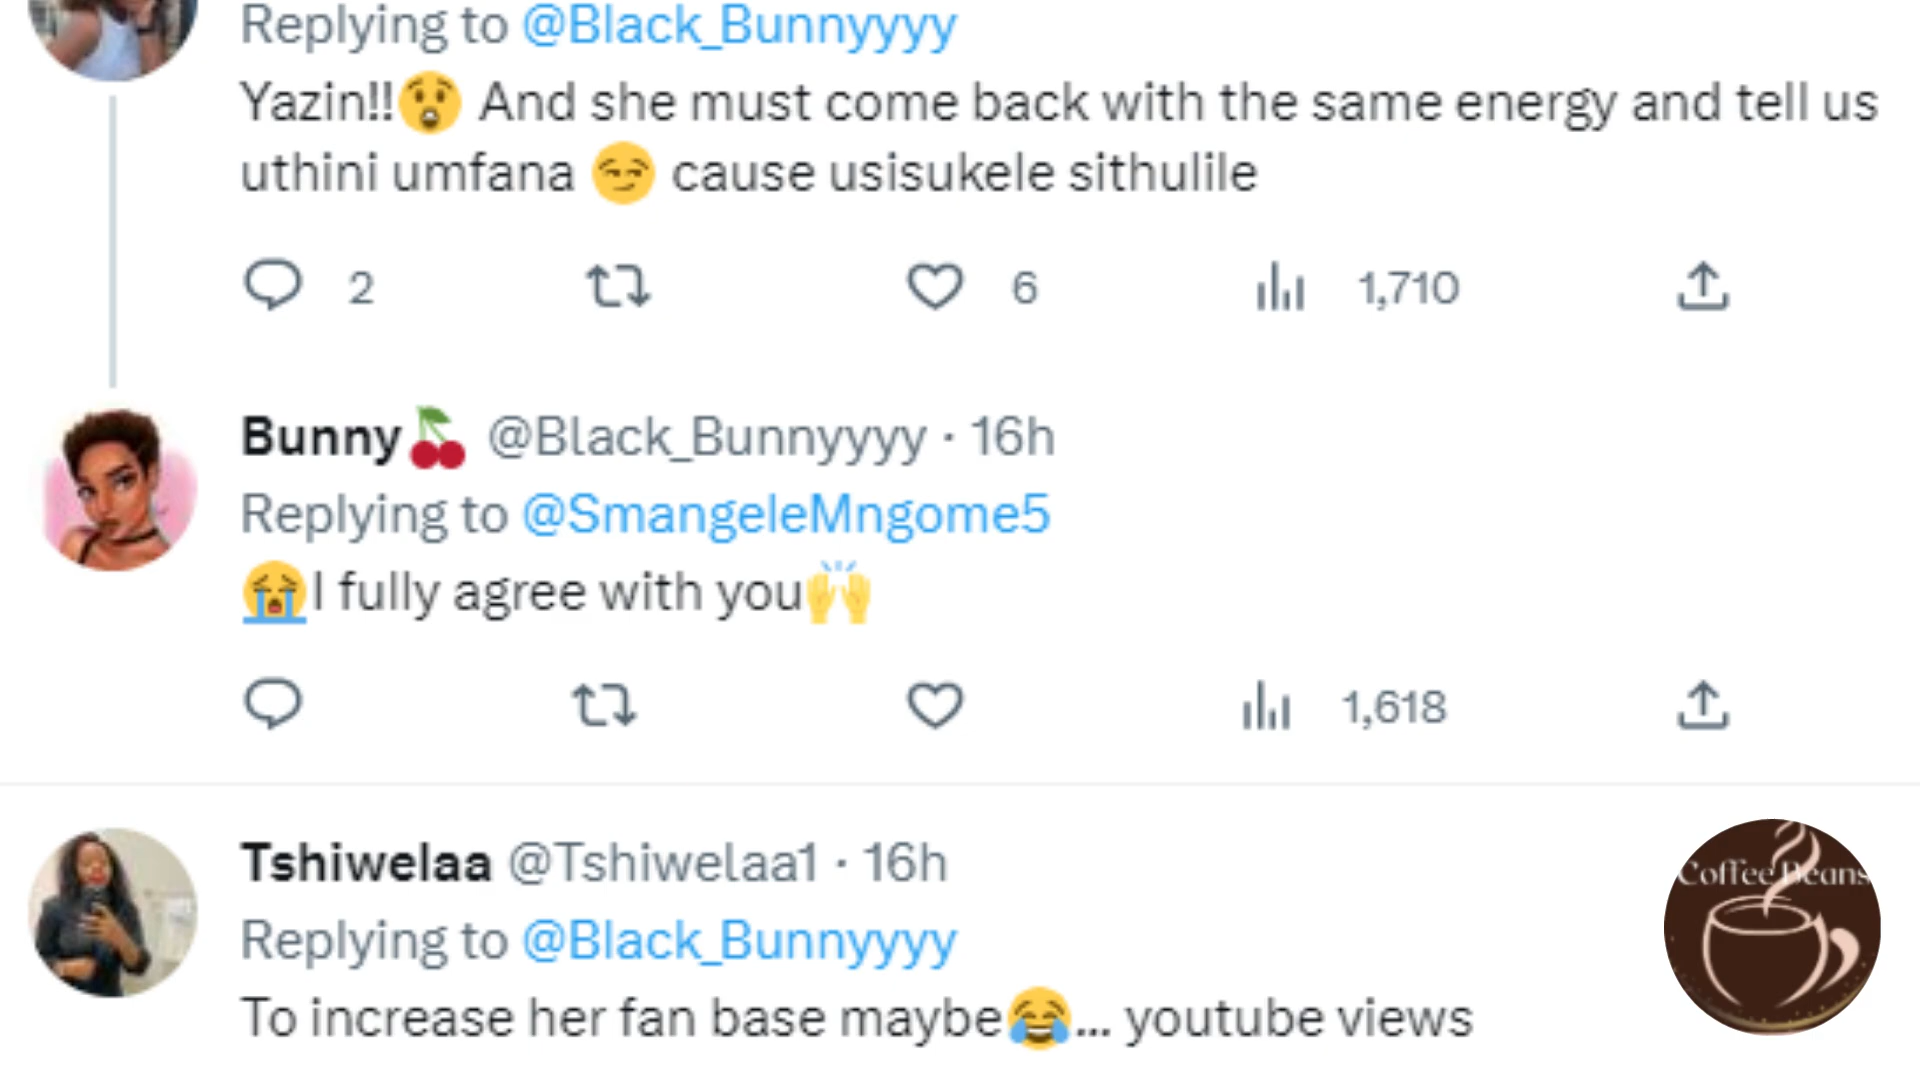 Replying to @Black_Bunnyyyy
Yazin!!😲 And she must come back with the same energy and tell us
uthini umfana 😏 cause usisukele sithulile
2 6 1,710
Bunny🍒 @Black_Bunnyyyy · 16h
Replying to @SmangeleMngome5
😭I fully agree with you🙌
1,618
Tshiwelaa @Tshiwelaa1 · 16h
Coffee Beans
Replying to @Black_Bunnyyyy
To increase her fan base maybe😂... youtube views